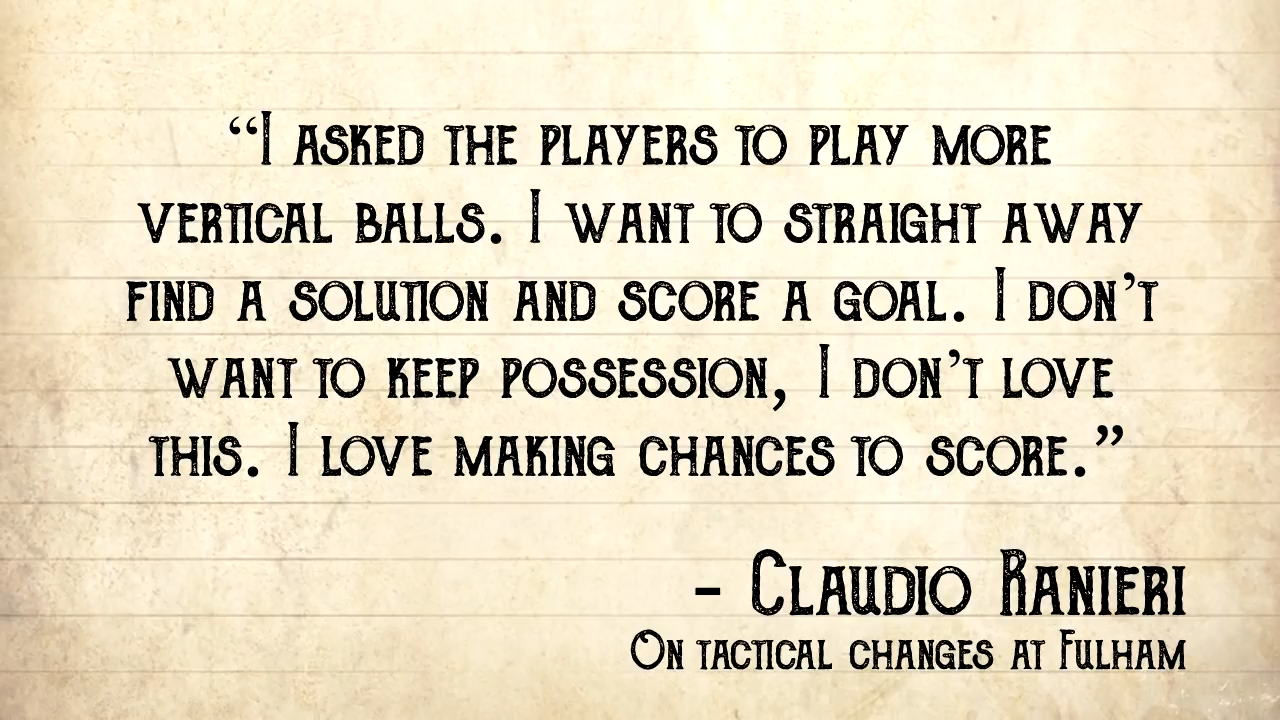 “I asked the players to play more
vertical balls. I want to straight away
find a solution and score a goal. I don’t
want to keep possession, I don’t love
this. I love making chances to score.”
- Claudio Ranieri
On tactical changes at Fulham